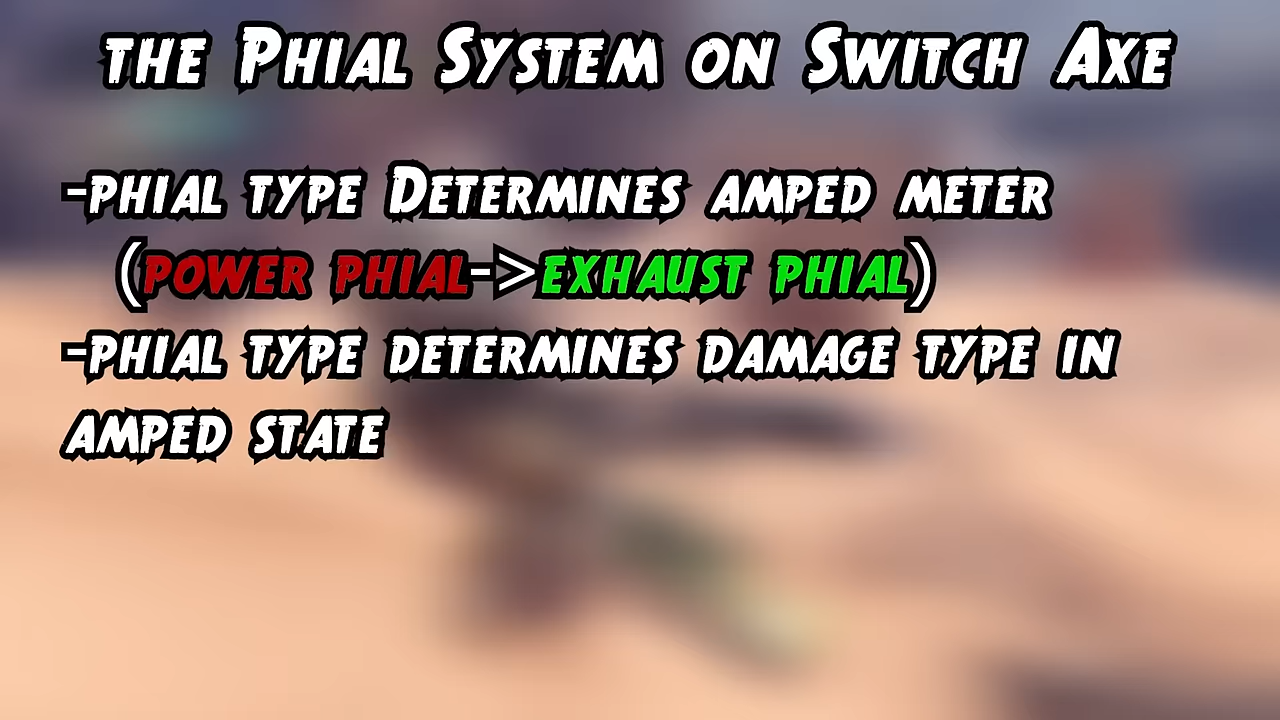 the Phial System on Switch Axe
-phial type Determines amped meter
(power phial->exhaust phial)
-phial type determines damage type in
amped state